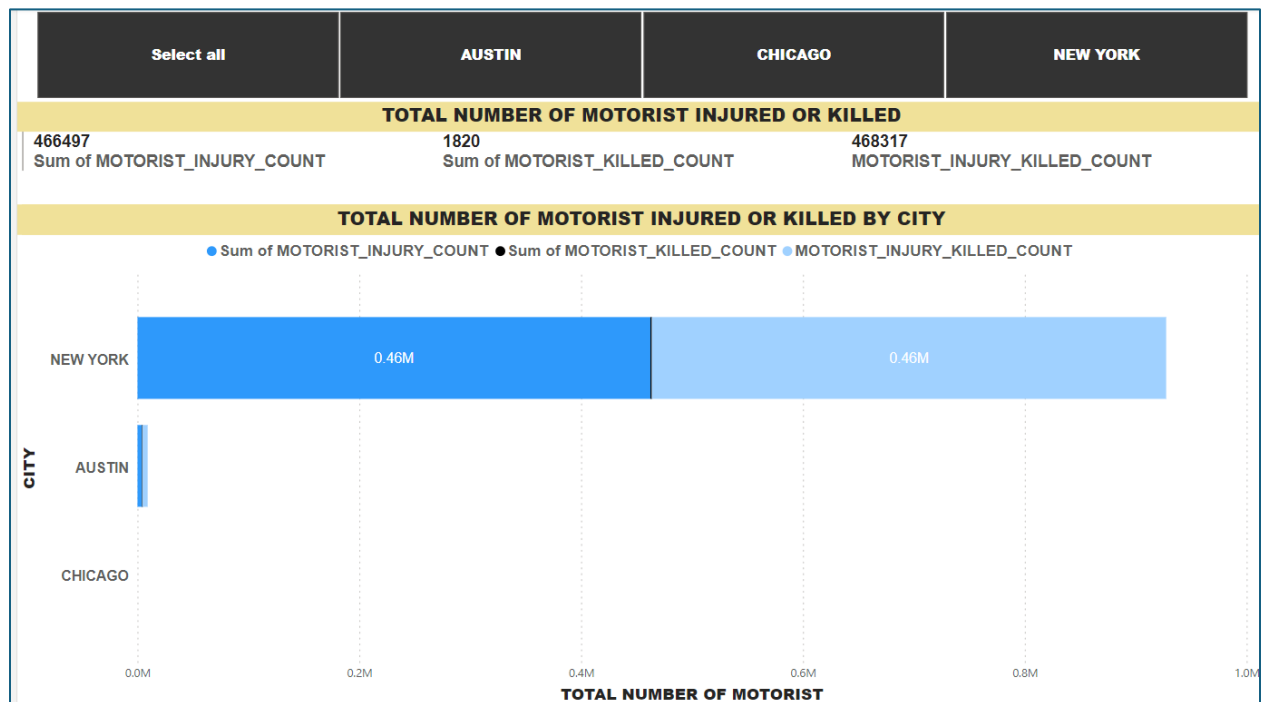 Select all AUSTIN CHICAGO NEW YORK
TOTAL NUMBER OF MOTORIST INJURED OR KILLED
466497 1820 468317
Sum of MOTORIST_INJURY_COUNT Sum of MOTORIST_KILLED_COUNT MOTORIST_INJURY_KILLED_COUNT
TOTAL NUMBER OF MOTORIST INJURED OR KILLED BY CITY
Sum of MOTORIST_INJURY_COUNT Sum of MOTORIST_KILLED_COUNT MOTORIST_INJURY_KILLED_COUNT
NEW YORK 0.46M 0.46M
AUSTIN
CITY
CHICAGO
0.0M 0.2M 0.4M 0.6M 0.8M 1.0M
TOTAL NUMBER OF MOTORIST